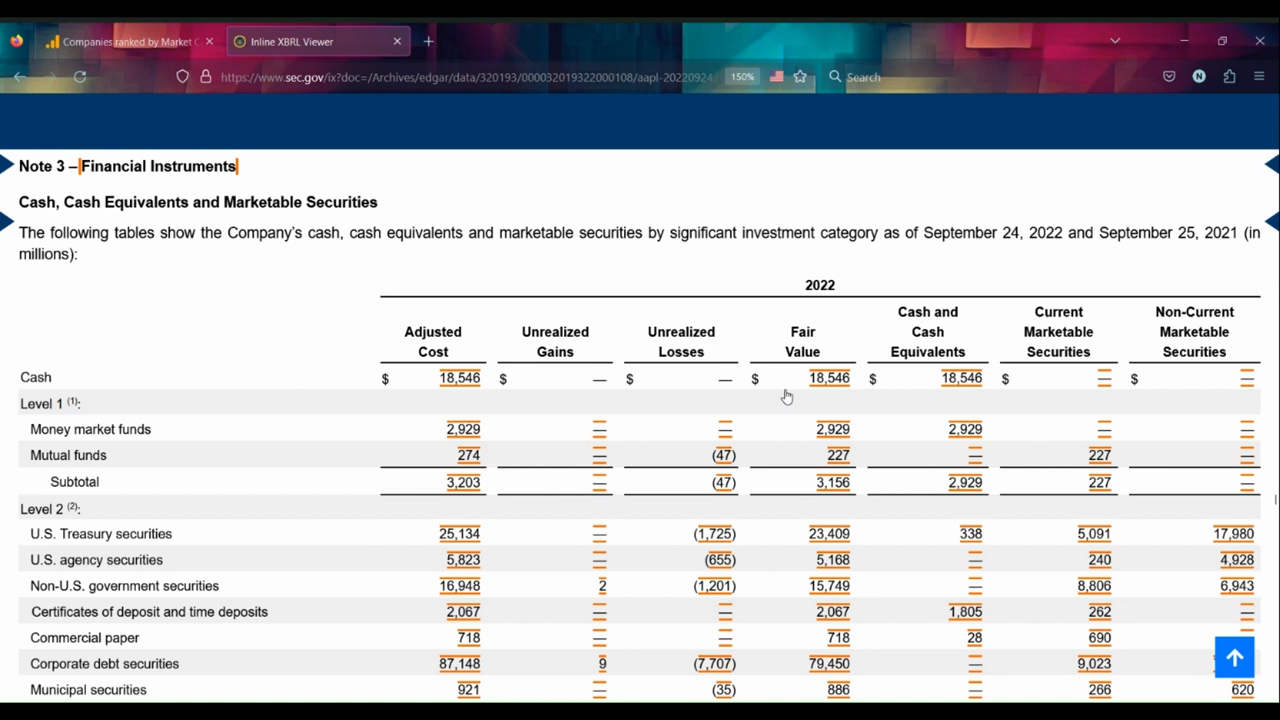 Companies ranked by Market
Inline XBRL Viewer
https://www.sec.gov/ix?doc=/Archives/edgar/data/320193/000032019322000108/aapl-20220924
150%
Search
N
Note 3 – Financial Instruments
Cash, Cash Equivalents and Marketable Securities
The following tables show the Company's cash, cash equivalents and marketable securities by significant investment category as of September 24, 2022 and September 25, 2021 (in
millions):
2022
Adjusted Cost Unrealized Gains Unrealized Losses Fair Value Cash and Cash Equivalents Current Marketable Securities Non-Current Marketable Securities
Cash $ 18,546 $ — $ — $ 18,546 $ 18,546 $ — $ —
Level 1 (1):
Money market funds 2,929 — — 2,929 2,929 — —
Mutual funds 274 — (47) 227 — 227 —
Subtotal 3,203 — (47) 3,156 2,929 227 —
Level 2 (2):
U.S. Treasury securities 25,134 — (1,725) 23,409 338 5,091 17,980
U.S. agency securities 5,823 — (655) 5,168 — 240 4,928
Non-U.S. government securities 16,948 2 (1,201) 15,749 — 8,806 6,943
Certificates of deposit and time deposits 2,067 — — 2,067 1,805 262 —
Commercial paper 718 — — 718 28 690 —
Corporate debt securities 87,148 9 (7,707) 79,450 — 9,023
Municipal securities 921 — (35) 886 — 266 620